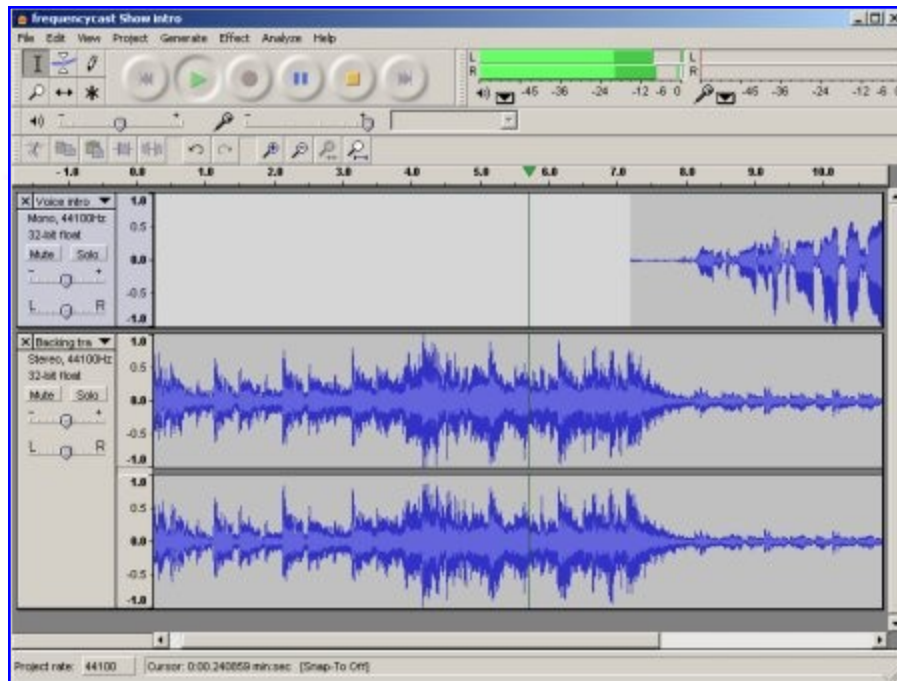 frequencycast Show intro
File Edit View Project Generate Effect Analyze Help
L
R
-48 -36 -24 -12 -6 0
L
R
-48 -36 -24 -12 -6 0
- 1.0 0.0 1.0 2.0 3.0 4.0 5.0 6.0 7.0 8.0 9.0 10.0
X Voice intro
Mono, 44100Hz
32-bit float
Mute Solo
- +
L R
1.0
0.5
0.0
-0.5
-1.0
X Backing tra
Stereo, 44100Hz
32-bit float
Mute Solo
- +
L R
1.0
0.5
0.0
-0.5
-1.0
1.0
0.5
0.0
-0.5
-1.0
Project rate: 44100 Cursor: 0:00.240859 min:sec [Snap-To Off]